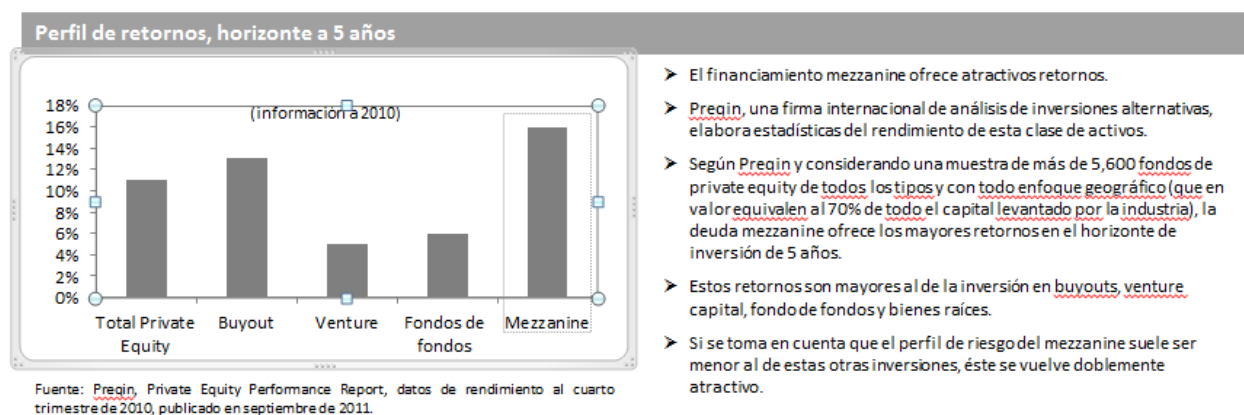 Perfil de retornos, horizonte a 5 años
(información a 2010)
18%
16%
14%
12%
10%
8%
6%
4%
2%
0%
Total Private
Equity
Buyout
Venture
Fondos de
fondos
Mezzanine
Fuente: Preqin, Private Equity Performance Report, datos de rendimiento al cuarto
trimestre de 2010, publicado en septiembre de 2011.
➤ El financiamiento mezzanine ofrece atractivos retornos.
➤ Preqin, una firma internacional de análisis de inversiones alternativas,
elabora estadísticas del rendimiento de esta clase de activos.
➤ Según Preqin y considerando una muestra de más de 5,600 fondos de
private equity de todos los tipos y con todo enfoque geográfico (que en
valor equivalen al 70% de todo el capital levantado por la industria), la
deuda mezzanine ofrece los mayores retornos en el horizonte de
inversión de 5 años.
➤ Estos retornos son mayores al de la inversión en buyouts, venture
capital, fondo de fondos y bienes raíces.
➤ Si se toma en cuenta que el perfil de riesgo del mezzanine suele ser
menor al de estas otras inversiones, éste se vuelve doblemente
atractivo.